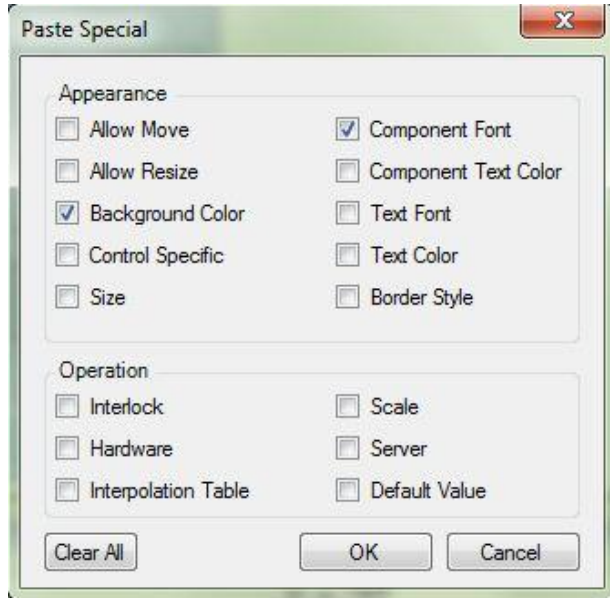 Paste Special
Appearance
Allow Move
Component Font
Allow Resize
Component Text Color
Background Color
Text Font
Control Specific
Text Color
Size
Border Style
Operation
Interlock
Scale
Hardware
Server
Interpolation Table
Default Value
Clear All
OK
Cancel